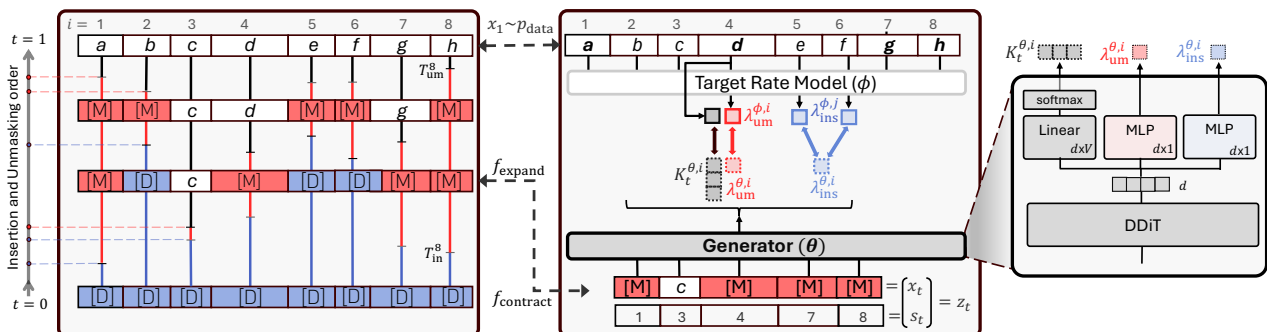 i = 1 2 3 4 5 6 7 8
t = 1
a b c d e f g h
T_um^8
[M] [M] c d [M] [M] g [M]
[M] [D] c [M] [D] [D] [M] [M]
T_in^8
[D] [D] [D] [D] [D] [D] [D] [D]
t=0
Insertion and Unmasking order
x_1~p_data
f_expand
f_contract
1 2 3 4 5 6 7 8
a b c d e f g h
Target Rate Model (ϕ)
λ_um^{ϕ,i}
λ_ins^{ϕ,j}
K_t^{θ,i}
λ_um^{θ,i}
λ_ins^{θ,i}
Generator (θ)
[M] c [M] [M] [M] = x_t
1 3 4 7 8 = s_t
= z_t
K_t^{θ,i} λ_um^{θ,i} λ_ins^{θ,i}
softmax
Linear
dxV
MLP
dx1
MLP
dx1
d
DDiT